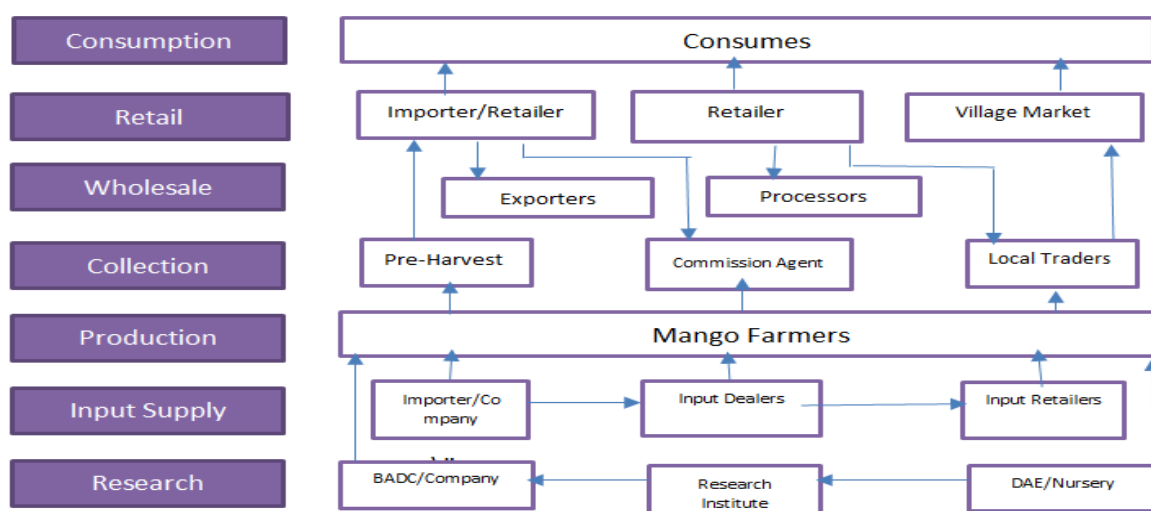 Consumption
Consumes
Retail
Importer/Retailer
Retailer
Village Market
Wholesale
Exporters
Processors
Collection
Pre-Harvest
Commission Agent
Local Traders
Production
Mango Farmers
Input Supply
Importer/Co
mpany
Input Dealers
Input Retailers
Research
BADC/Company
Research
Institute
DAE/Nursery